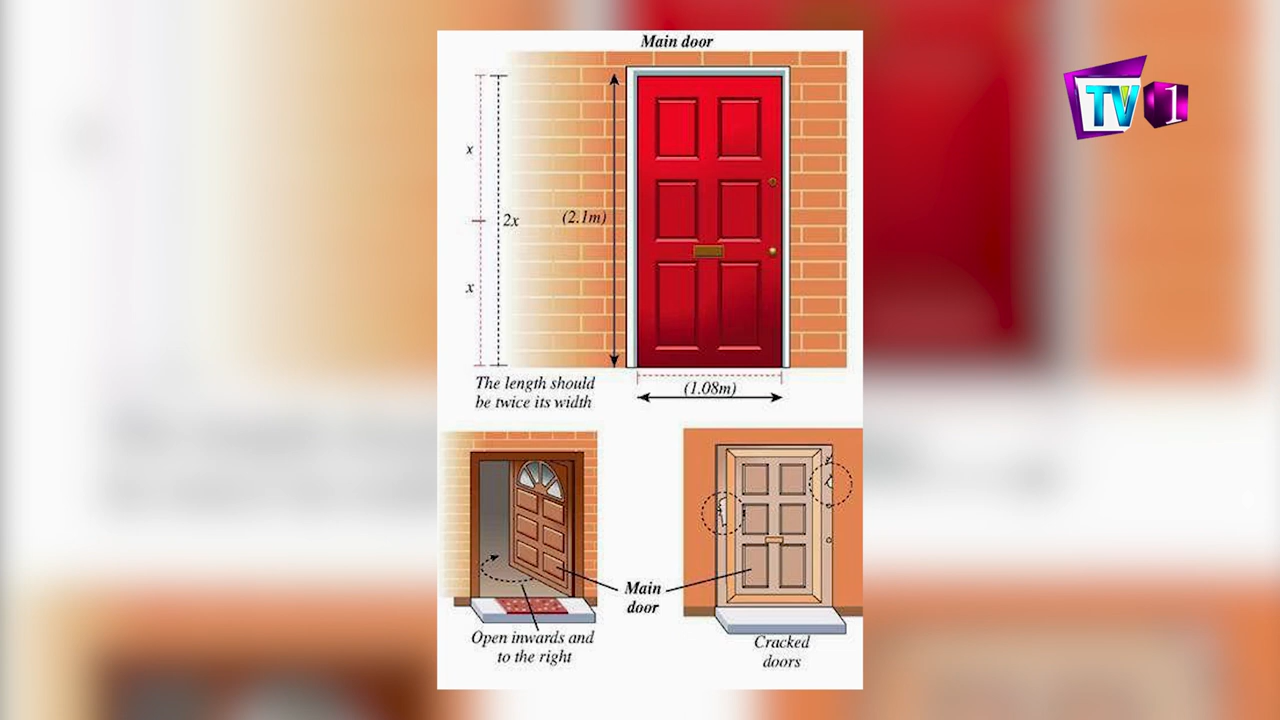 Main door
TV 1
x
2x
(2.1m)
x
The length should
be twice its width
(1.08m)
Main
door
Open inwards and
to the right
Cracked
doors